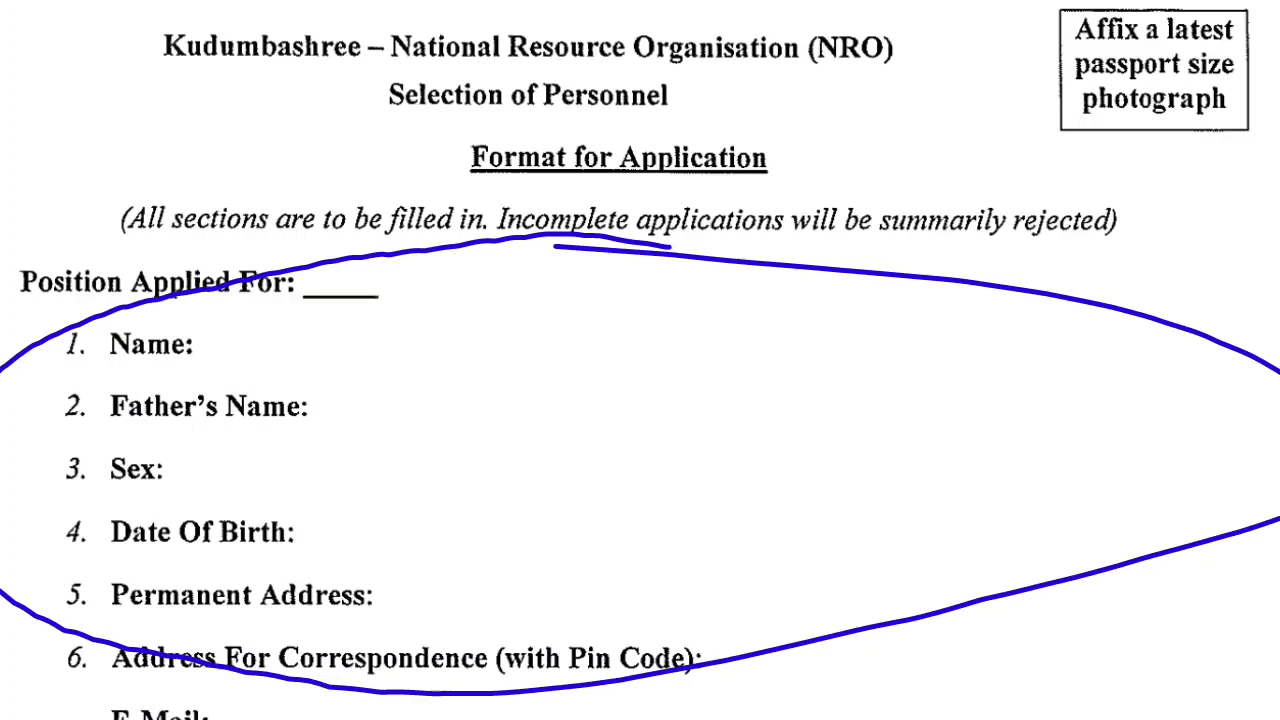 Kudumbashree – National Resource Organisation (NRO)
Selection of Personnel
Affix a latest
passport size
photograph
Format for Application
(All sections are to be filled in. Incomplete applications will be summarily rejected)
Position Applied For: _____
1. Name:
2. Father's Name:
3. Sex:
4. Date Of Birth:
5. Permanent Address:
6. Address For Correspondence (with Pin Code):
E-Mail: